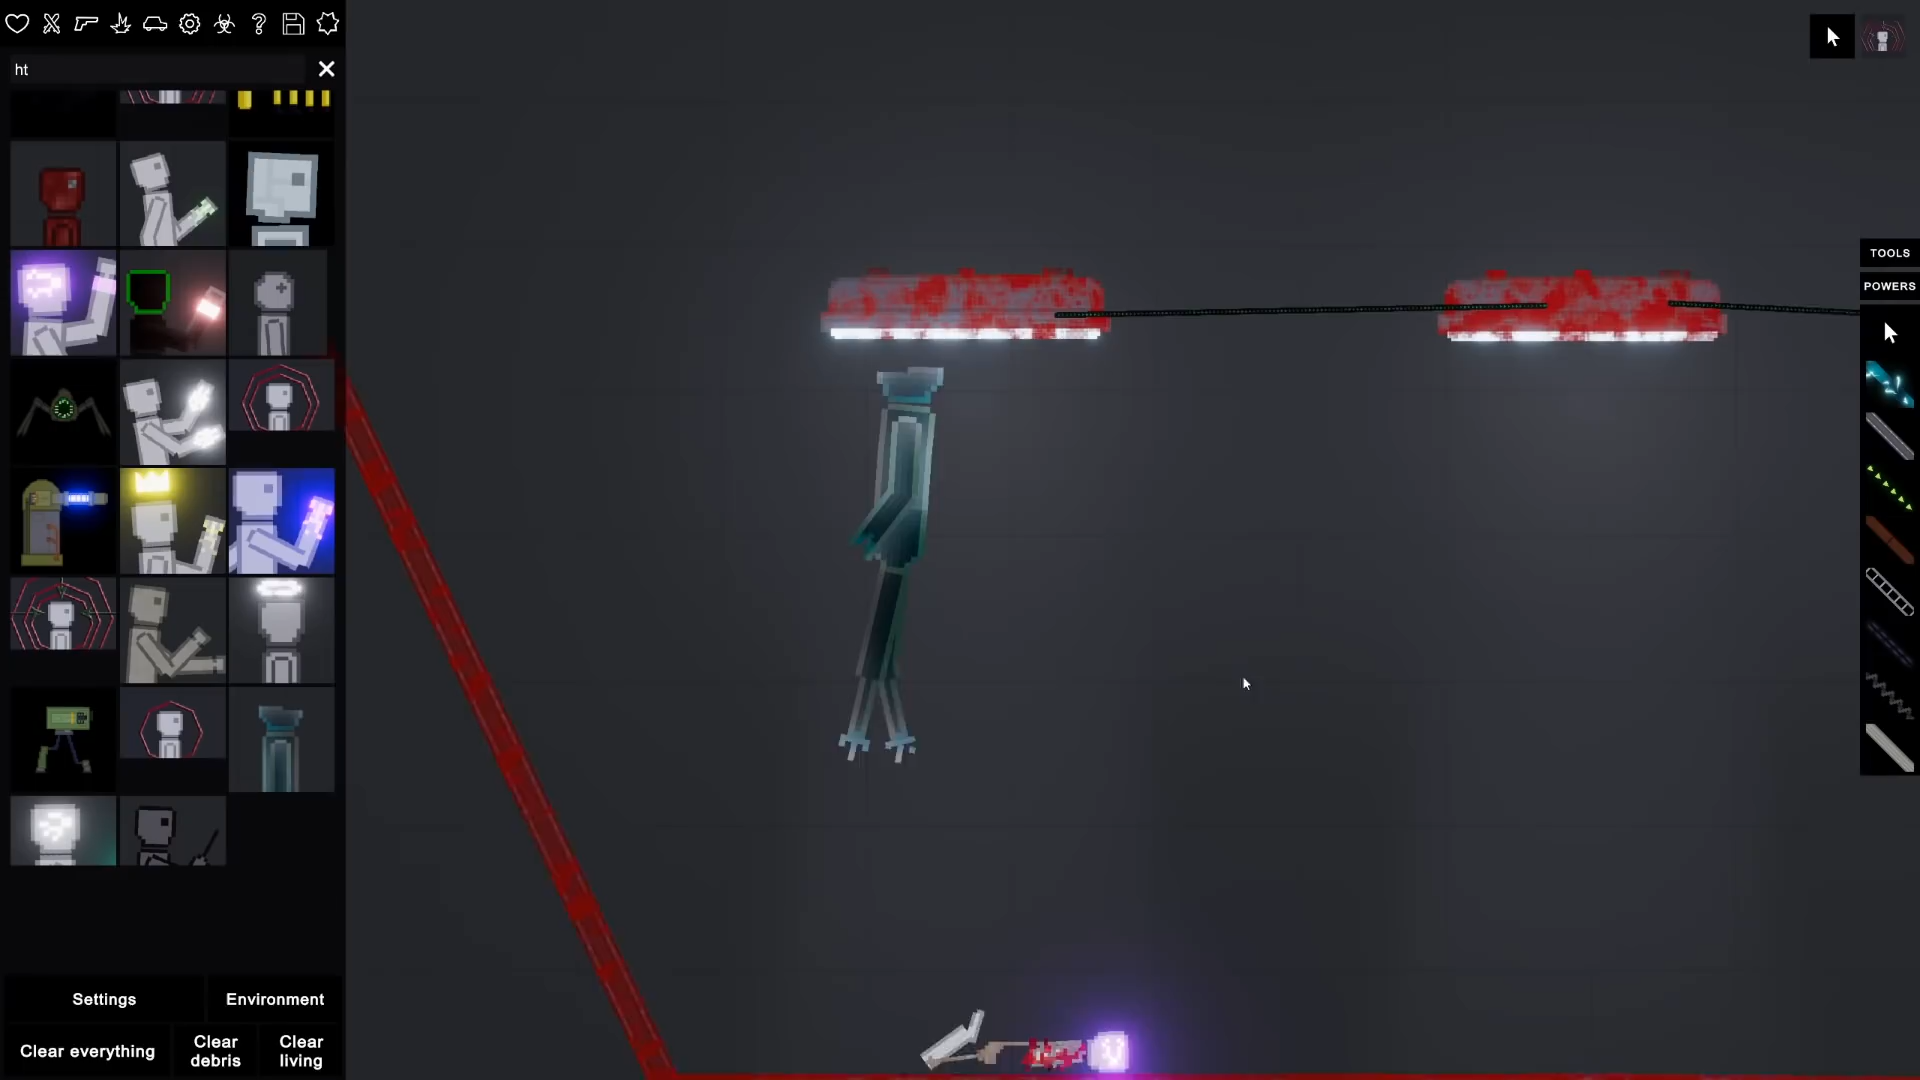 ht
TOOLS
POWERS
Settings
Environment
Clear everything
Clear
debris
Clear
living